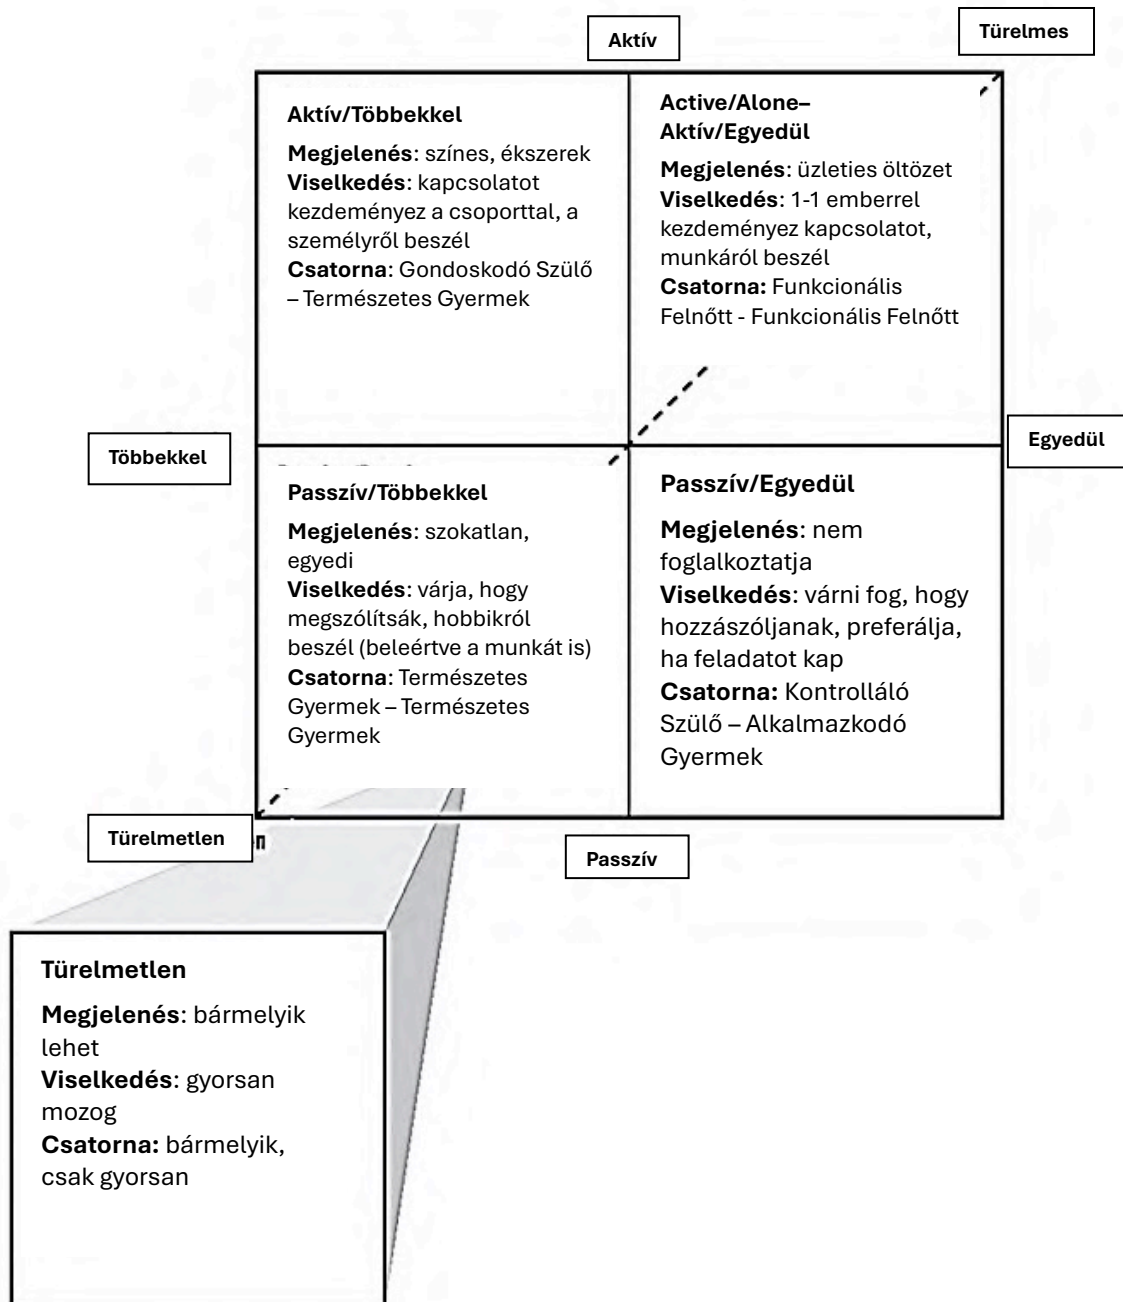 Aktív
Türelmes
Aktív/Többekkel
Megjelenés: színes, ékszerek
Viselkedés: kapcsolatot
kezdeményez a csoporttal, a
személyről beszél
Csatorna: Gondoskodó Szülő
– Természetes Gyermek
Active/Alone–
Aktív/Egyedül
Megjelenés: üzleties öltözet
Viselkedés: 1-1 emberrel
kezdeményez kapcsolatot,
munkáról beszél
Csatorna: Funkcionális
Felnőtt - Funkcionális Felnőtt
Többekkel
Egyedül
Passzív/Többekkel
Megjelenés: szokatlan,
egyedi
Viselkedés: várja, hogy
megszólítsák, hobbikról
beszél (beleértve a munkát is)
Csatorna: Természetes
Gyermek – Természetes
Gyermek
Passzív/Egyedül
Megjelenés: nem
foglalkoztatja
Viselkedés: várni fog, hogy
hozzászóljanak, preferálja,
ha feladatot kap
Csatorna: Kontrolláló
Szülő – Alkalmazkodó
Gyermek
Türelmetlen
Passzív
Türelmetlen
Megjelenés: bármelyik
lehet
Viselkedés: gyorsan
mozog
Csatorna: bármelyik,
csak gyorsan